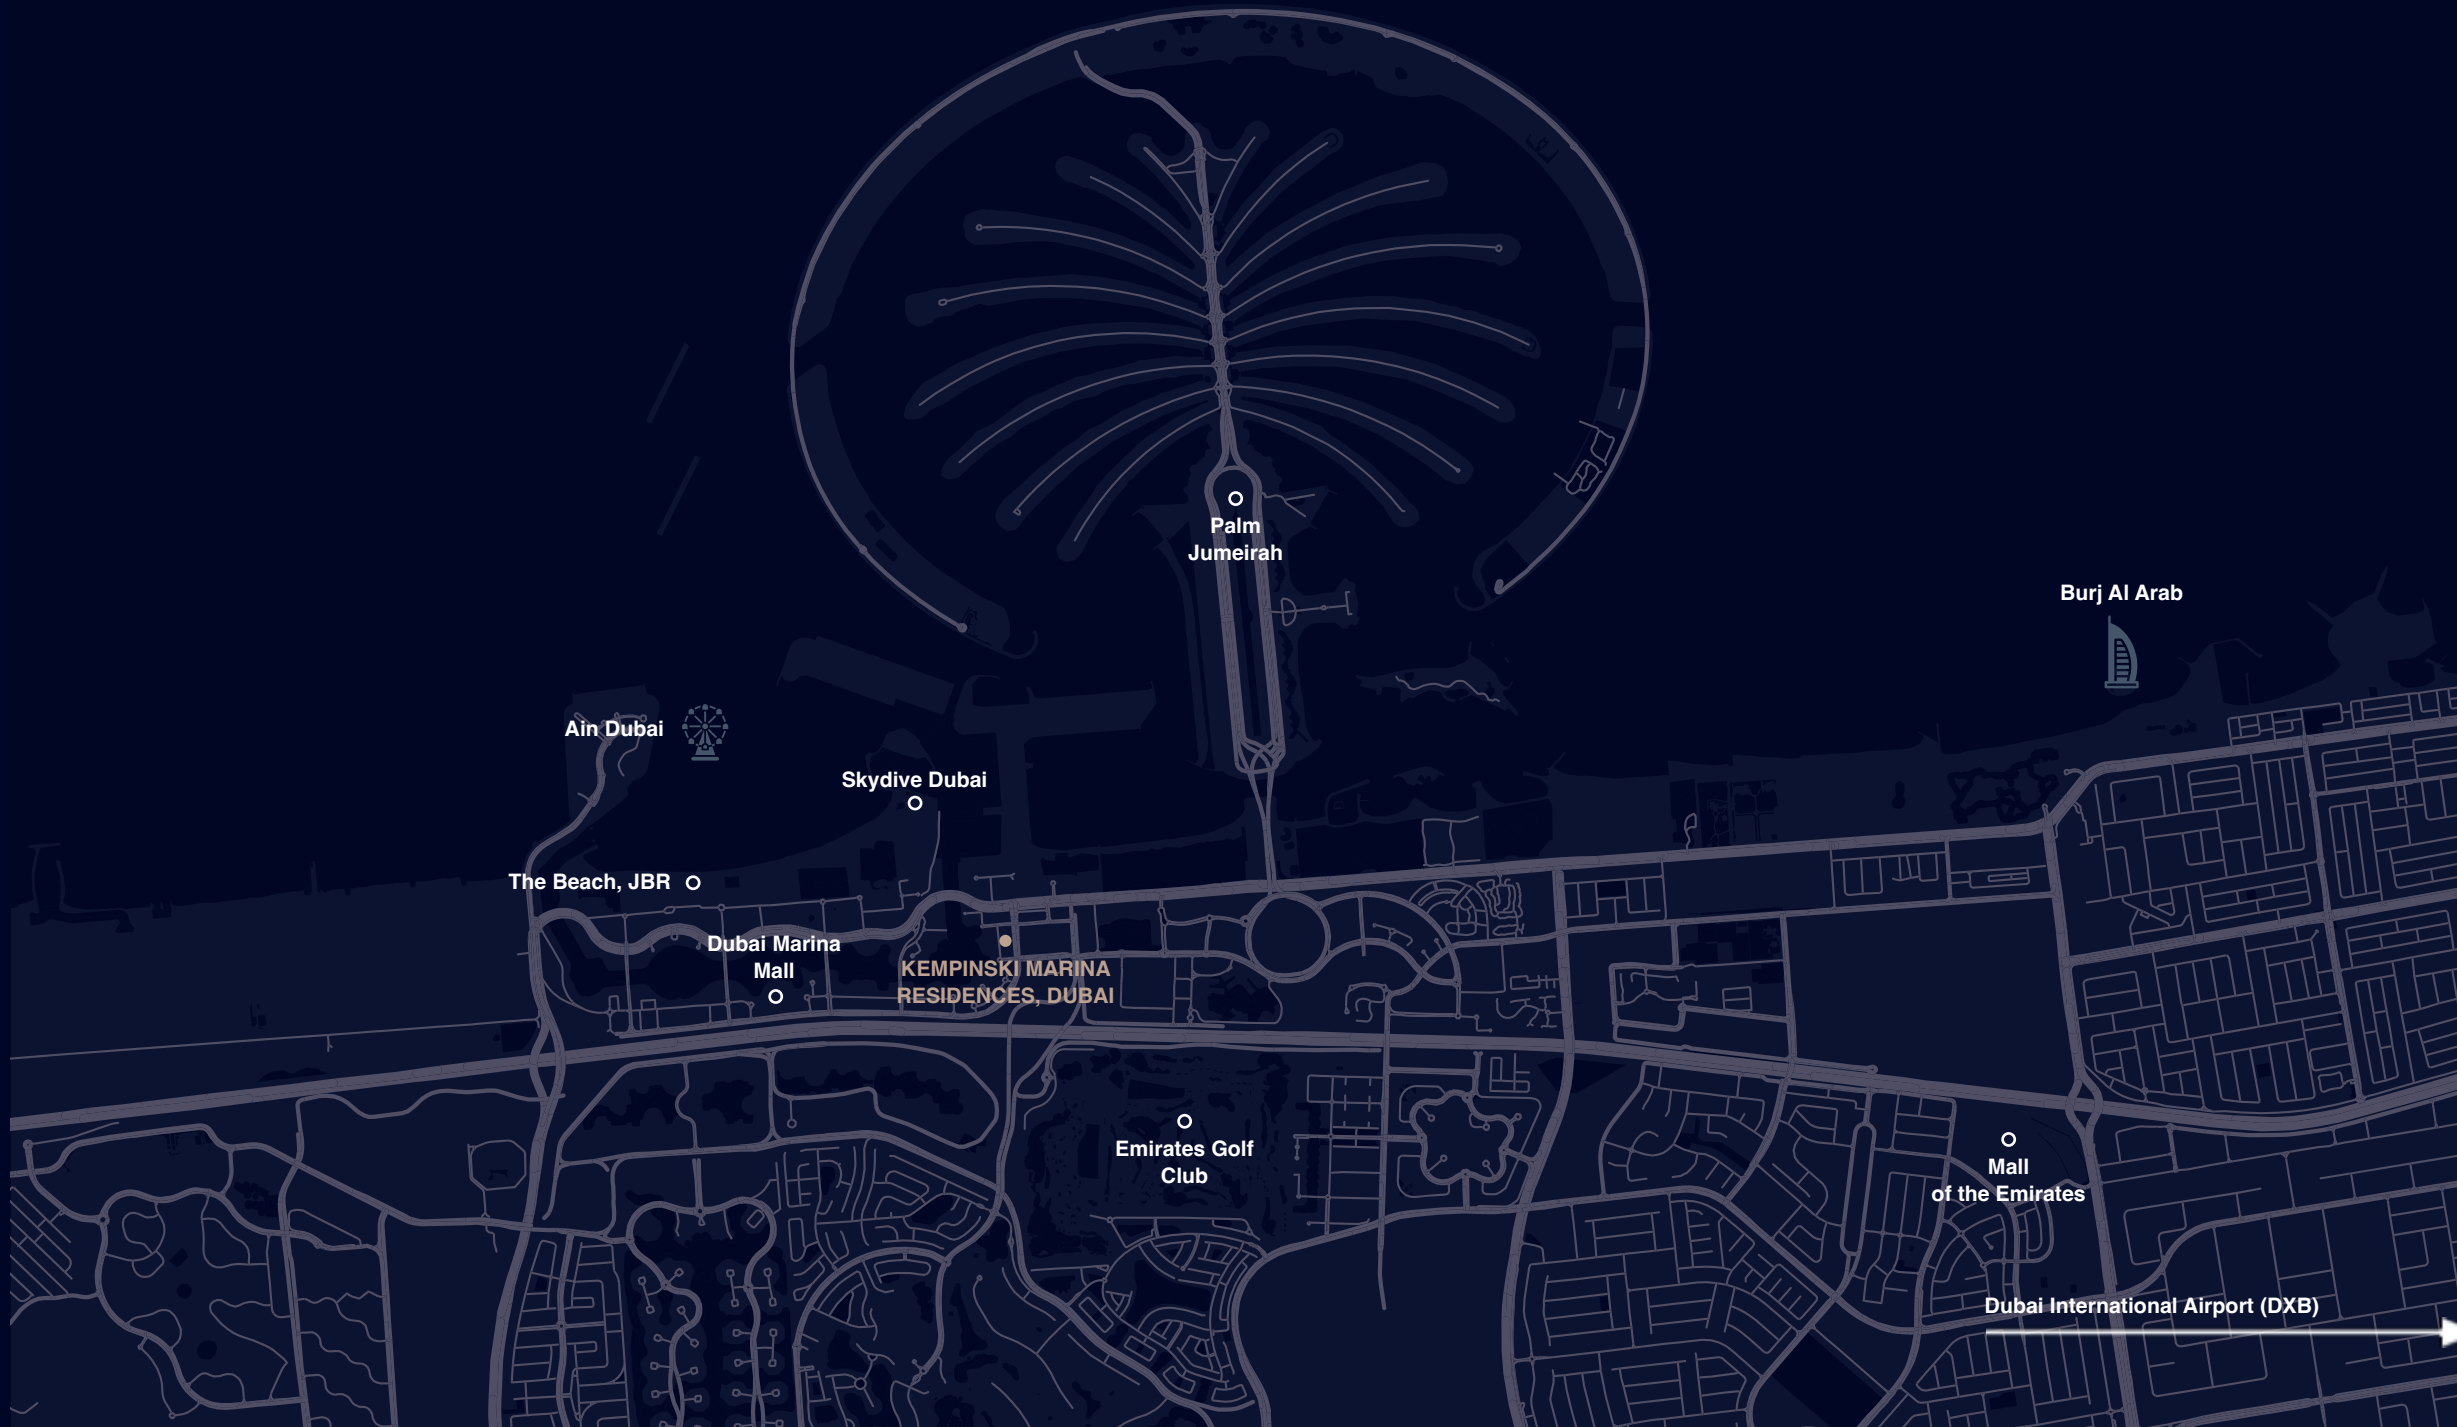 Palm
Jumeirah
Burj Al Arab
Ain Dubai
Skydive Dubai
The Beach, JBR
Dubai Marina
Mall
KEMPINSKI MARINA
RESIDENCES, DUBAI
Emirates Golf
Club
Mall
of the Emirates
Dubai International Airport (DXB)